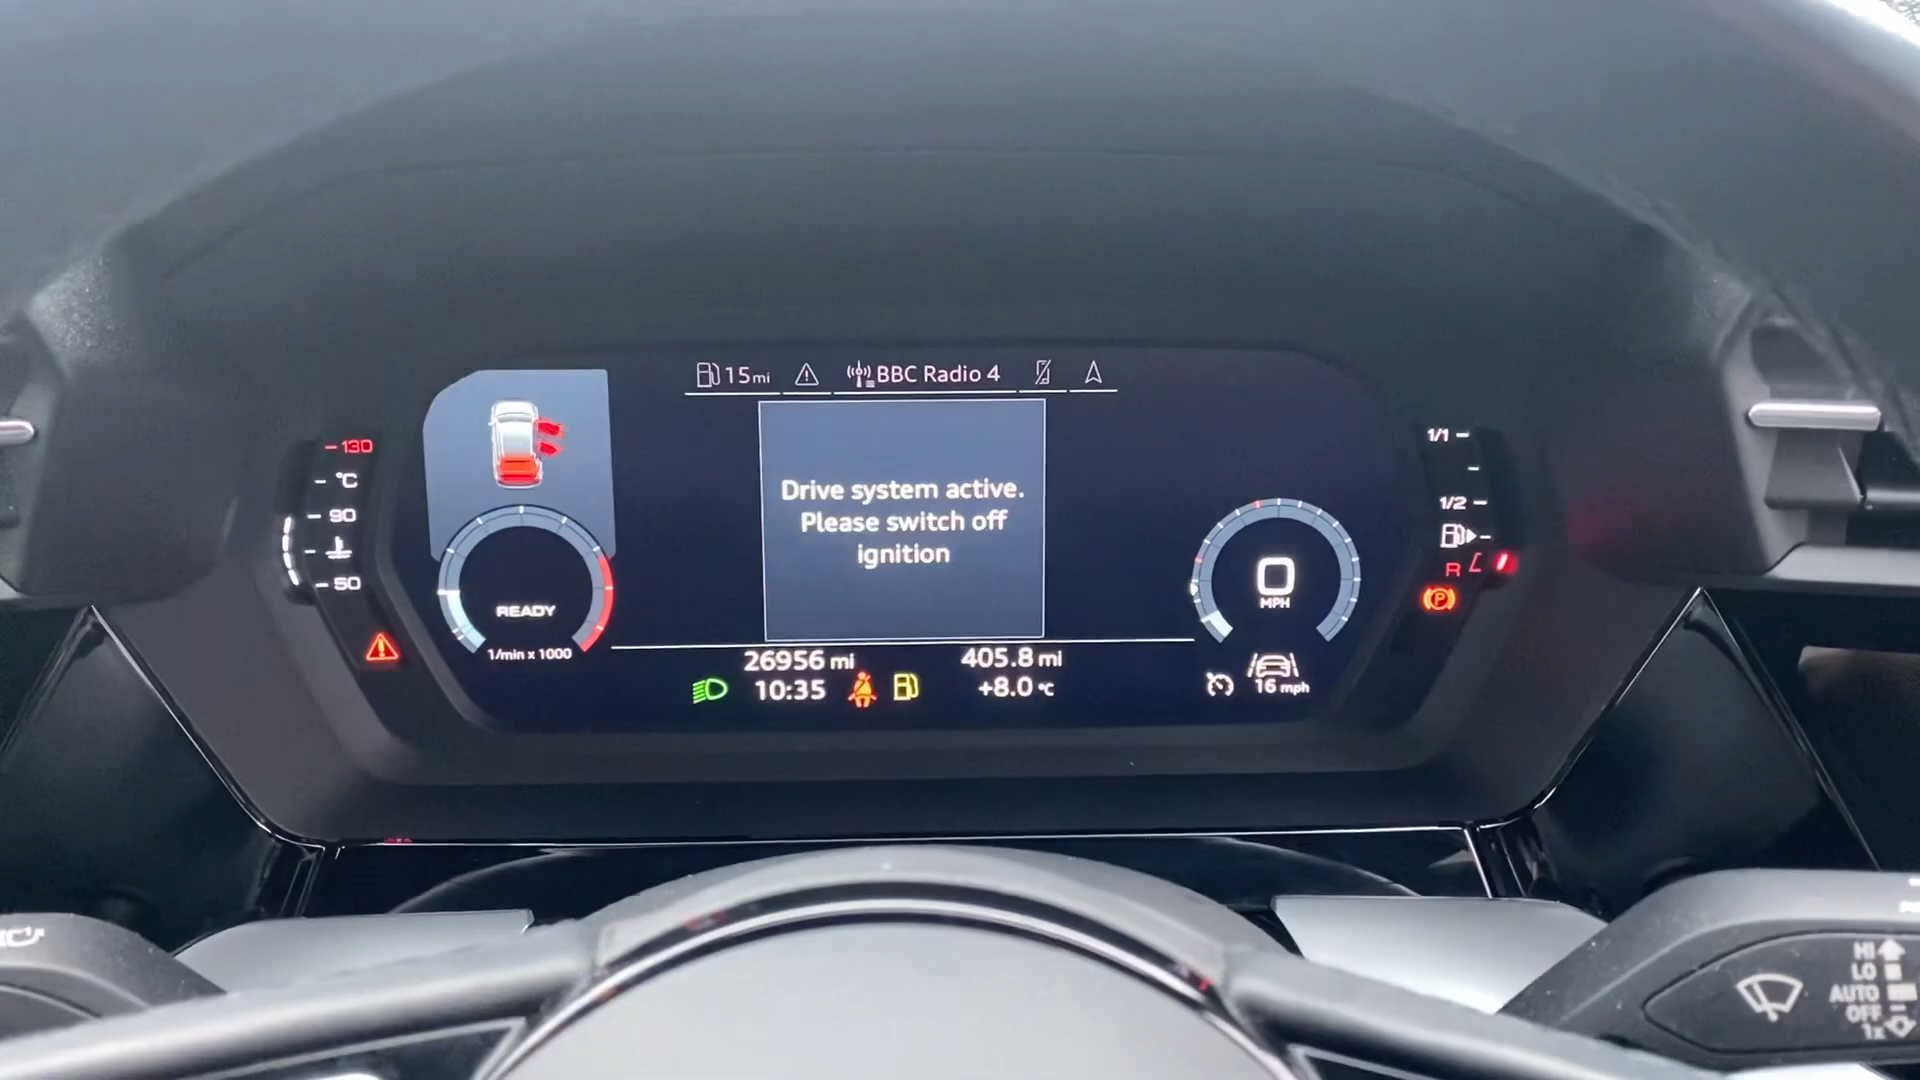 15 mi
BBC Radio 4
130
°C
90
50
Drive system active.
Please switch off
ignition
READY
1/min x 1000
0
MPH
1/1
1/2
R
P
26956 mi
405.8 mi
10:35
+8.0 °C
16 mph
HI
LO
AUTO
OFF
1x